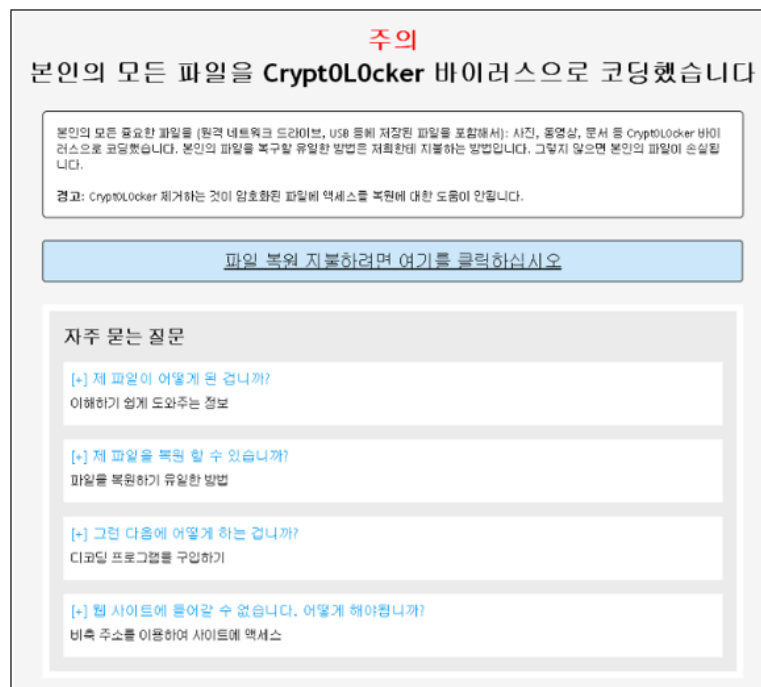 주의
본인의 모든 파일을 Crypt0L0cker 바이러스으로 코딩했습니다
본인의 모든 중요한 파일을 (원격 네트워크 드라이브, USB 등에 저장된 파일을 포함해서): 사진, 동영상, 문서 등 Crypt0L0cker 바이
러스으로 코딩했습니다. 본인의 파일을 복구할 유일한 방법은 저희한테 지불하는 방법입니다. 그렇지 않으면 본인의 파일이 손실됩
니다.
경고: Crypt0L0cker 제거하는 것이 암호화된 파일에 액세스를 복원에 대한 도움이 안됩니다.
파일 복원 지불하려면 여기를 클릭하십시오
자주 묻는 질문
[+] 제 파일이 어떻게 된 겁니까?
이해하기 쉽게 도와주는 정보
[+] 제 파일을 복원 할 수 있습니까?
파일을 복원하기 유일한 방법
[+] 그런 다음에 어떻게 하는 겁니까?
디코딩 프로그램를 구입하기
[+] 웹 사이트에 들어갈 수 없습니다. 어떻게 해야됩니까?
비축 주소를 이용하여 사이트에 액세스